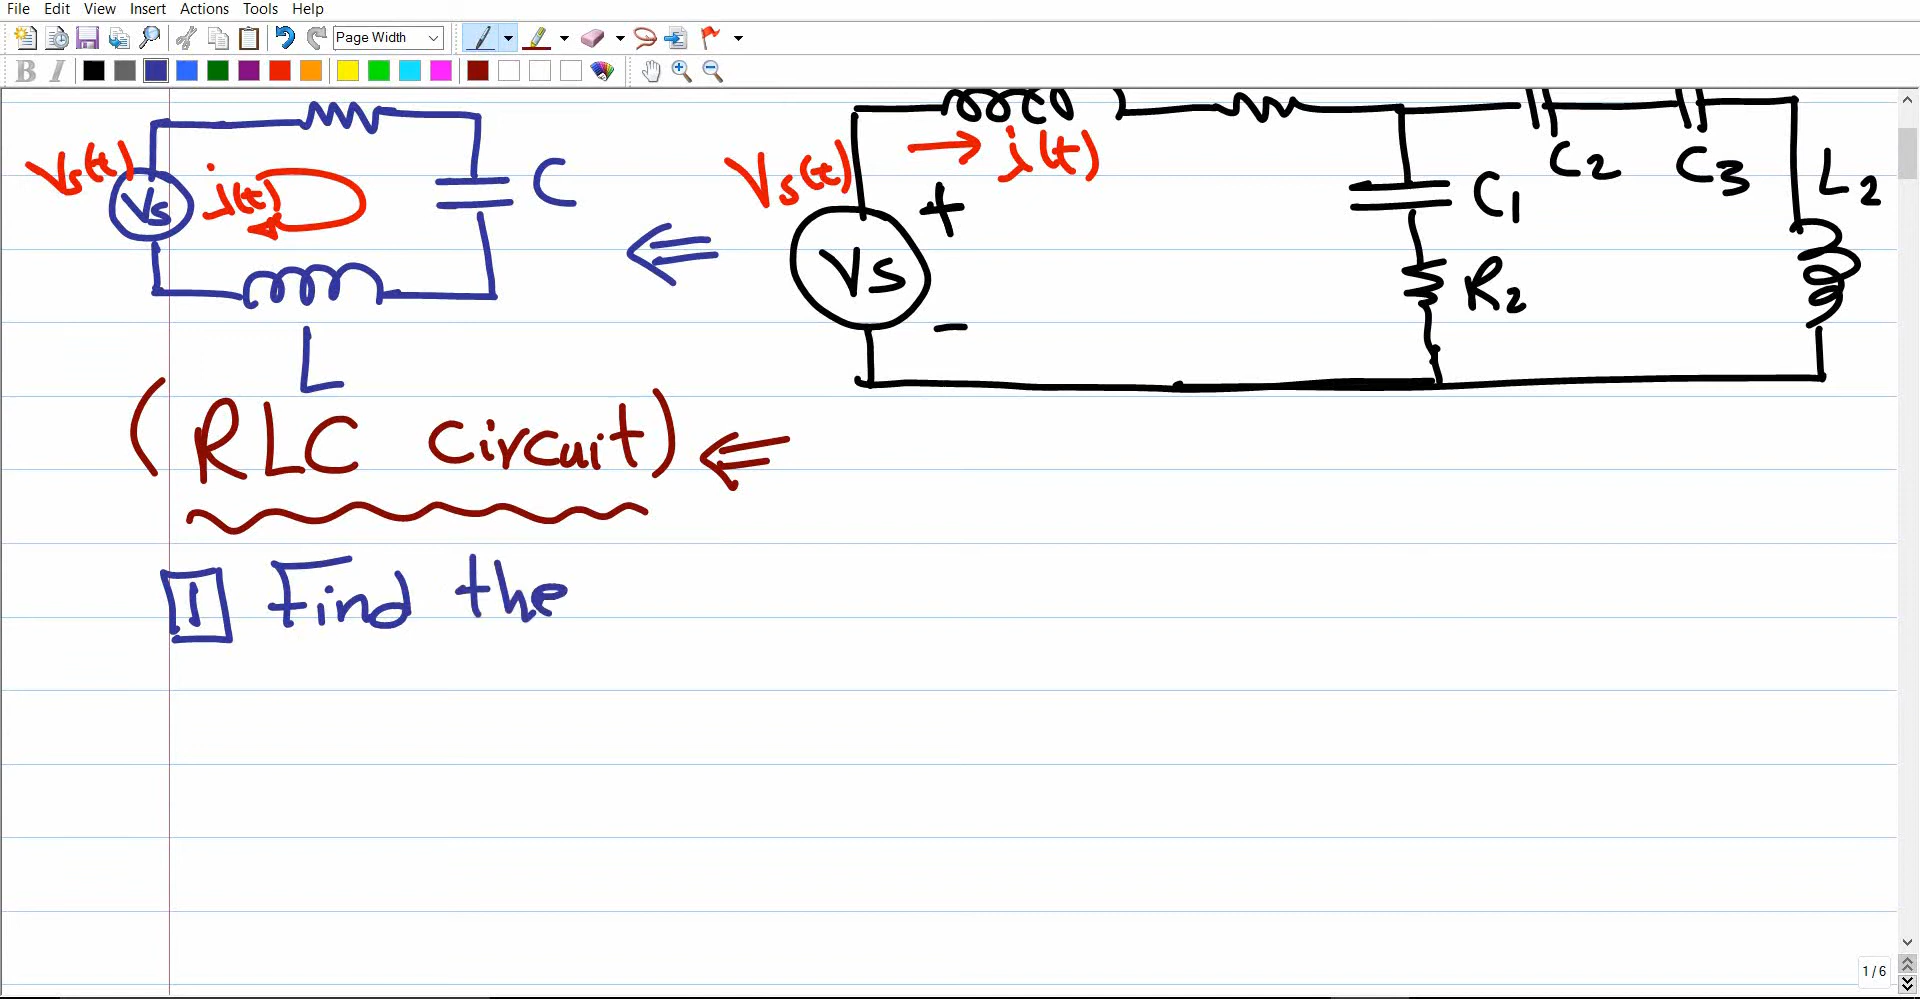 File Edit View Insert Actions Tools Help
Page Width
B I
Vs(t)
Vs
i(t)
C
L
Vs(t)
i(t)
+
Vs
−
C1
R2
C2
C3
L2
(RLC circuit)
1 Find the
1 / 6